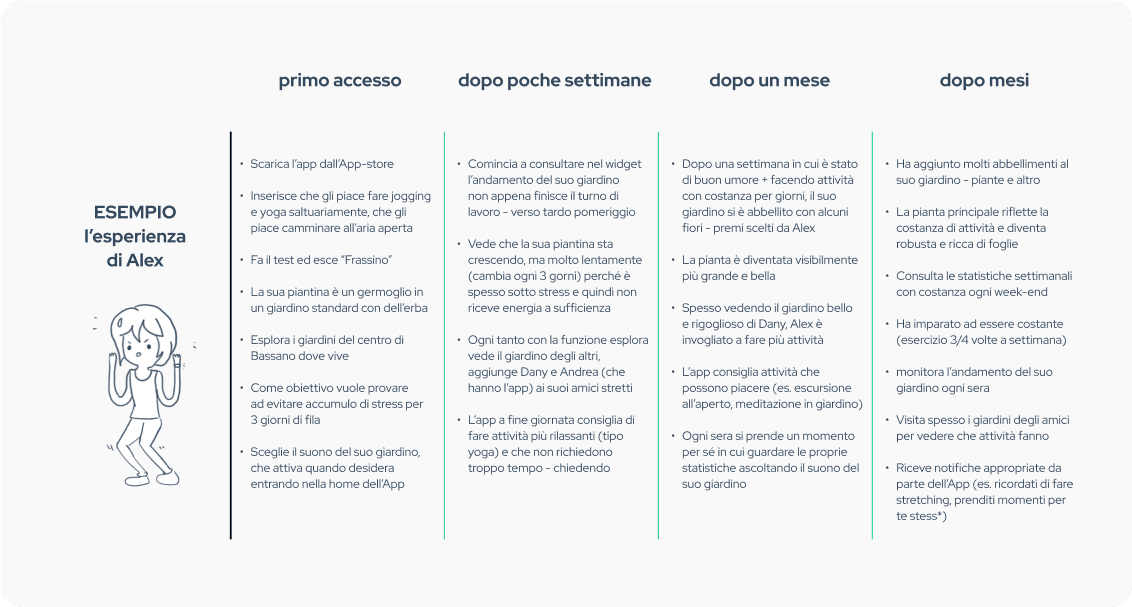 primo accesso
dopo poche settimane
dopo un mese
dopo mesi
ESEMPIO
l'esperienza
di Alex
• Scarica l'app dall'App-store
• Inserisce che gli piace fare jogging
e yoga saltuariamente, che gli
piace camminare all'aria aperta
• Fa il test ed esce “Frassino”
• La sua piantina è un germoglio in
un giardino standard con dell'erba
• Esplora i giardini del centro di
Bassano dove vive
• Come obiettivo vuole provare
ad evitare accumulo di stress per
3 giorni di fila
• Sceglie il suono del suo giardino,
che attiva quando desidera
entrando nella home dell'App
• Comincia a consultare nel widget
l'andamento del suo giardino
non appena finisce il turno di
lavoro - verso tardo pomeriggio
• Vede che la sua piantina sta
crescendo, ma molto lentamente
(cambia ogni 3 gorni) perché è
spesso sotto stress e quindi non
riceve energia a sufficienza
• Ogni tanto con la funzione esplora
vede il giardino degli altri,
aggiunge Dany e Andrea (che
hanno l'app) ai suoi amici stretti
• L'app a fine giornata consiglia di
fare attività più rilassanti (tipo
yoga) e che non richiedono
troppo tempo - chiedendo
• Dopo una settimana in cui è stato
di buon umore + facendo attività
con costanza per giorni, il suo
giardino si è abbellito con alcuni
fiori - premi scelti da Alex
• La pianta è diventata visibilmente
più grande e bella
• Spesso vedendo il giardino bello
e rigoglioso di Dany, Alex è
invogliato a fare più attività
• L'app consiglia attività che
possono piacere (es. escursione
all'aperto, meditazione in giardino)
• Ogni sera si prende un momento
per sé in cui guardare le proprie
statistiche ascoltando il suono del
suo giardino
• Ha aggiunto molti abbellimenti al
suo giardino - piante e altro
• La pianta principale riflette la
costanza di attività e diventa
robusta e ricca di foglie
• Consulta le statistiche settimanali
con costanza ogni week-end
• Ha imparato ad essere costante
(esercizio 3/4 volte a settimana)
• monitora l'andamento del suo
giardino ogni sera
• Visita spesso i giardini degli amici
per vedere che attività fanno
• Riceve notifiche appropriate da
parte dell'App (es. ricordati di fare
stretching, prenditi momenti per
te stess*)